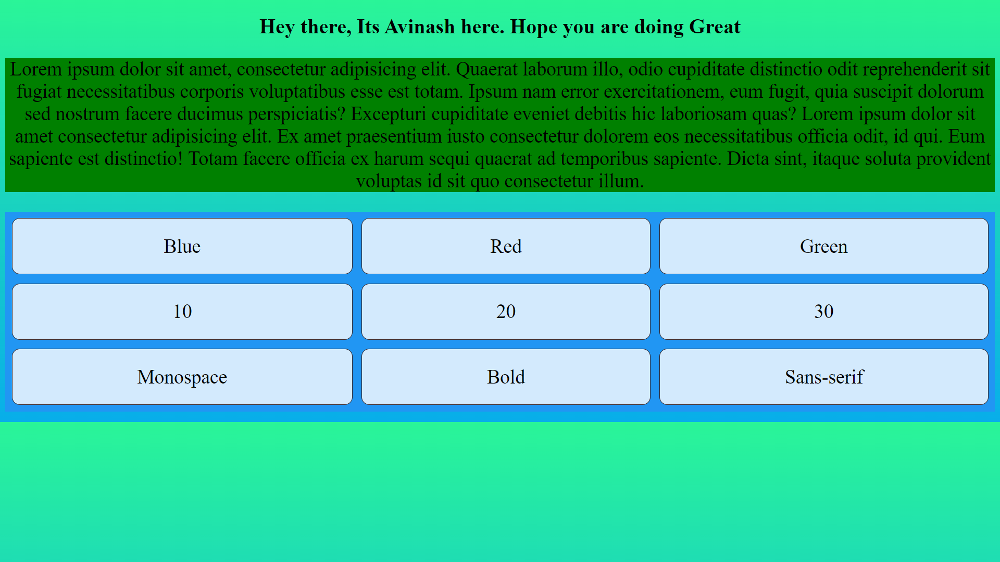 Hey there, Its Avinash here. Hope you are doing Great
Lorem ipsum dolor sit amet, consectetur adipisicing elit. Quaerat laborum illo, odio cupiditate distinctio odit reprehenderit sit
fugiat necessitatibus corporis voluptatibus esse est totam. Ipsum nam error exercitationem, eum fugit, quia suscipit dolorum
sed nostrum facere ducimus perspiciatis? Excepturi cupiditate eveniet debitis hic laboriosam quas? Lorem ipsum dolor sit
amet consectetur adipisicing elit. Ex amet praesentium iusto consectetur dolorem eos necessitatibus officia odit, id qui. Eum
sapiente est distinctio! Totam facere officia ex harum sequi quaerat ad temporibus sapiente. Dicta sint, itaque soluta provident
voluptas id sit quo consectetur illum.
Blue Red Green
10 20 30
Monospace Bold Sans-serif